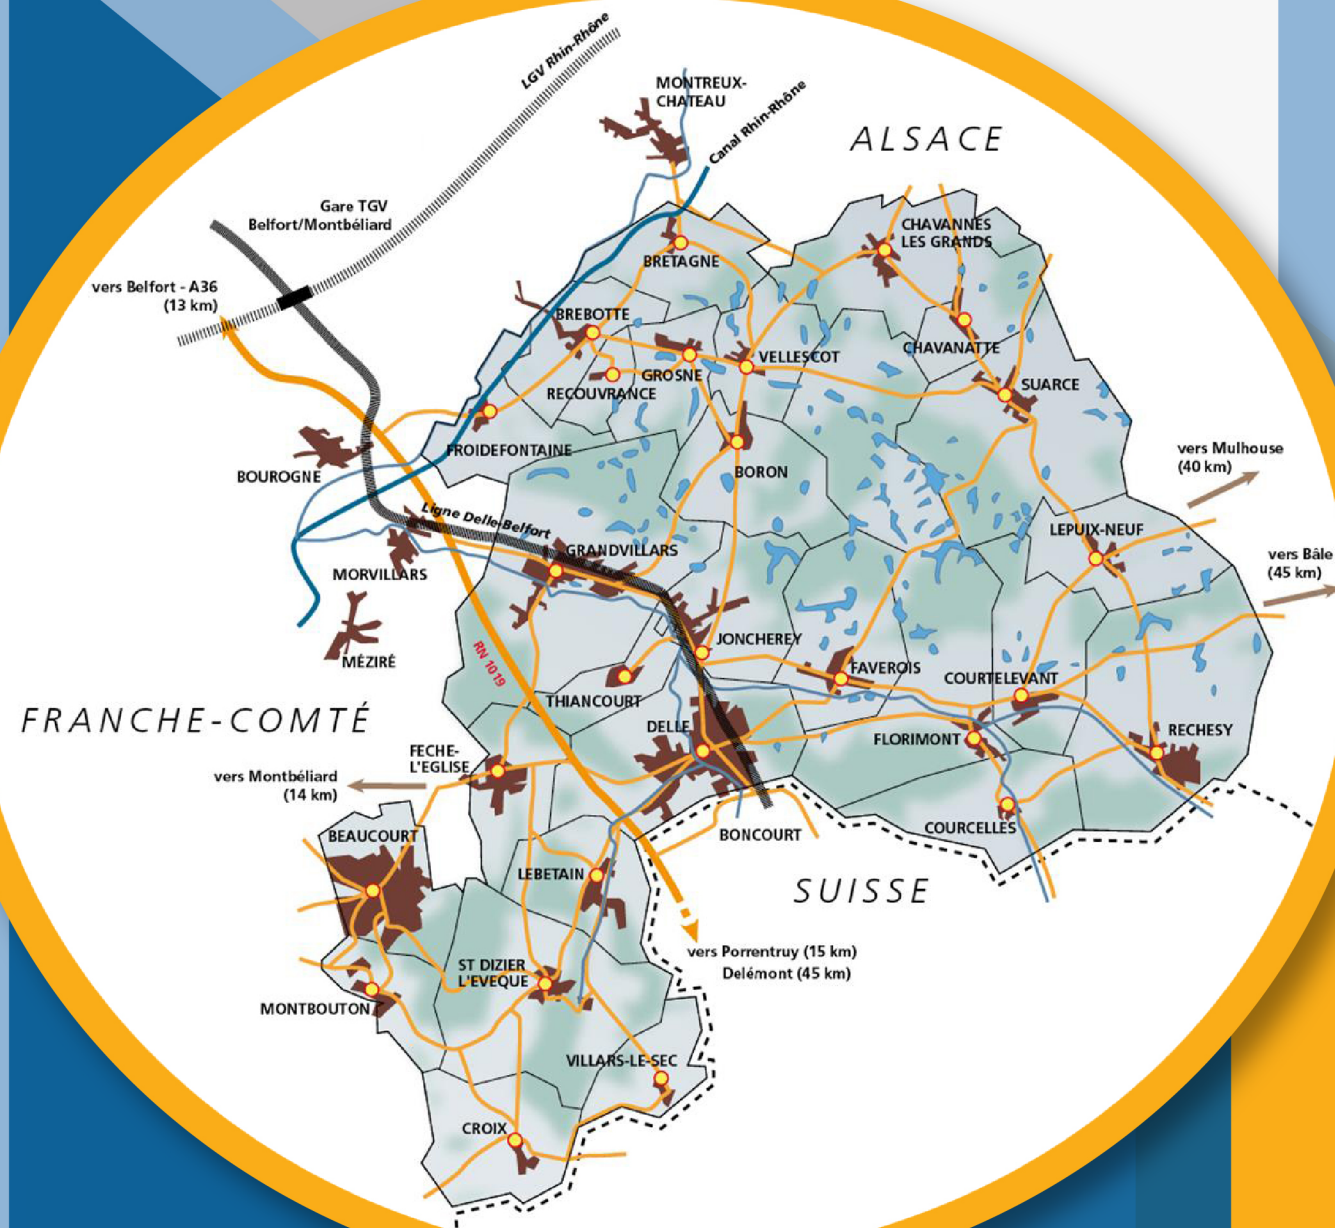 LGV Rhin-Rhône
MONTREUX-
CHATEAU
Canal Rhin-Rhône
ALSACE
Gare TGV
Belfort/Montbéliard
CHAVANNES
LES GRANDS
BRETAGNE
vers Belfort - A36
(13 km)
BREBOTTE
CHAVANATTE
VELLESCOT
GROSNE
SUARCE
RECOUVRANCE
FROIDEFONTAINE
vers Mulhouse
(40 km)
BOURGOGNE
BORON
Ligne Delle-Belfort
LEPUIX-NEUF
GRANDVILLARS
vers Bâle
(45 km)
MORVILLARS
JONCHEREY
MÉZIRÉ
RN 1019
FAVEROIS
COURTELEVANT
THIANCOURT
FRANCHE-COMTÉ
DELLE
FLORIMONT
RECHESY
FECHE-
L'EGLISE
vers Montbéliard
(14 km)
BEAUCOURT
BONCOURT
COURCELLES
LEBETAIN
SUISSE
vers Porrentruy (15 km)
Delémont (45 km)
ST DIZIER
L'EVEQUE
MONTBOUTON
VILLARS-LE-SEC
CROIX